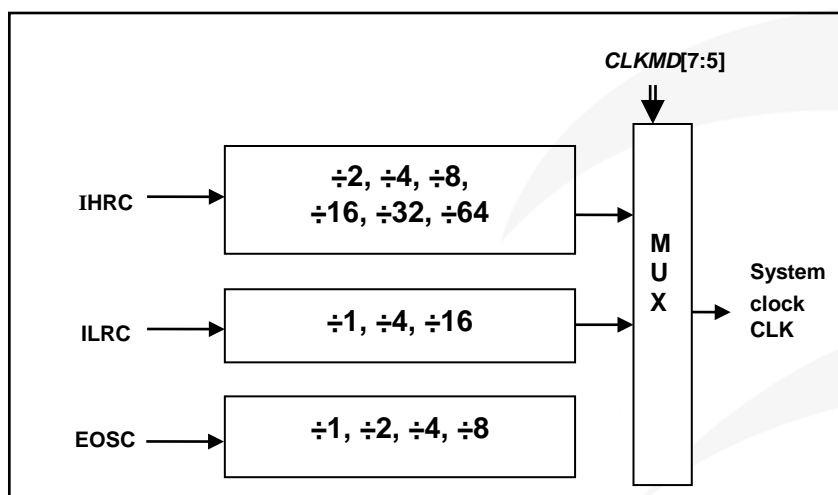 CLKMD[7:5]
IHRC
÷2, ÷4, ÷8,
÷16, ÷32, ÷64
ILRC
÷1, ÷4, ÷16
EOSC
÷1, ÷2, ÷4, ÷8
M
U
X
System
clock
CLK